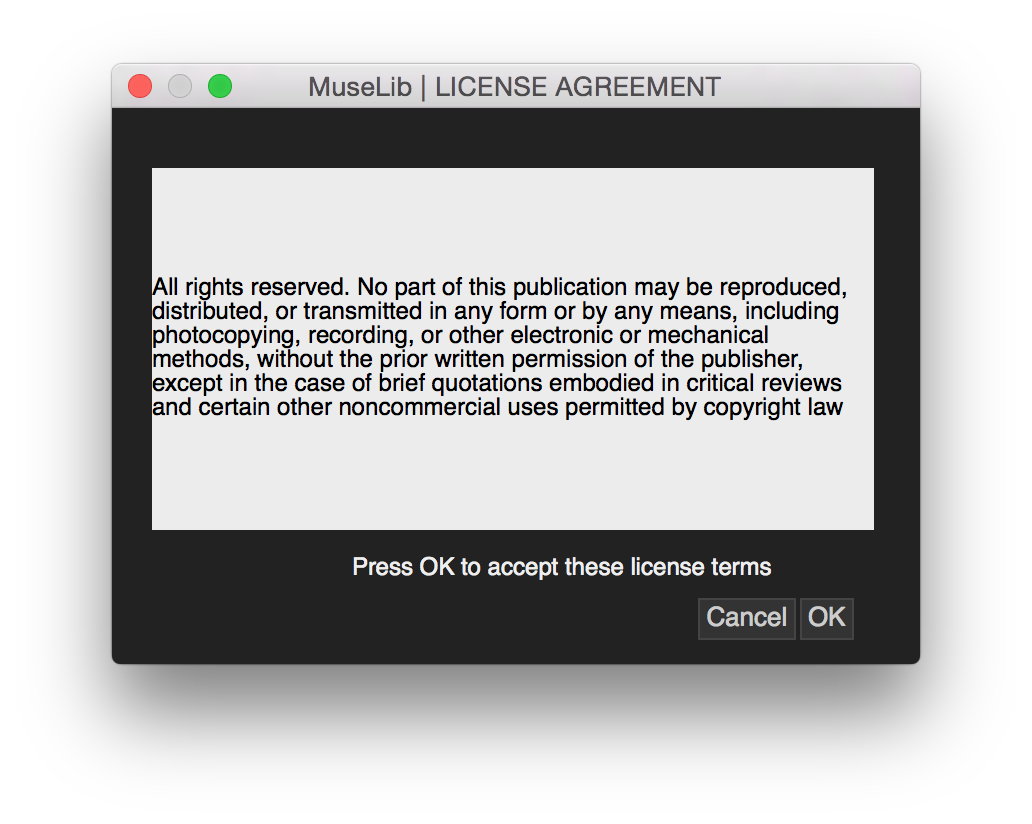 MuseLib | LICENSE AGREEMENT
All rights reserved. No part of this publication may be reproduced,
distributed, or transmitted in any form or by any means, including
photocopying, recording, or other electronic or mechanical
methods, without the prior written permission of the publisher,
except in the case of brief quotations embodied in critical reviews
and certain other noncommercial uses permitted by copyright law
Press OK to accept these license terms
Cancel OK